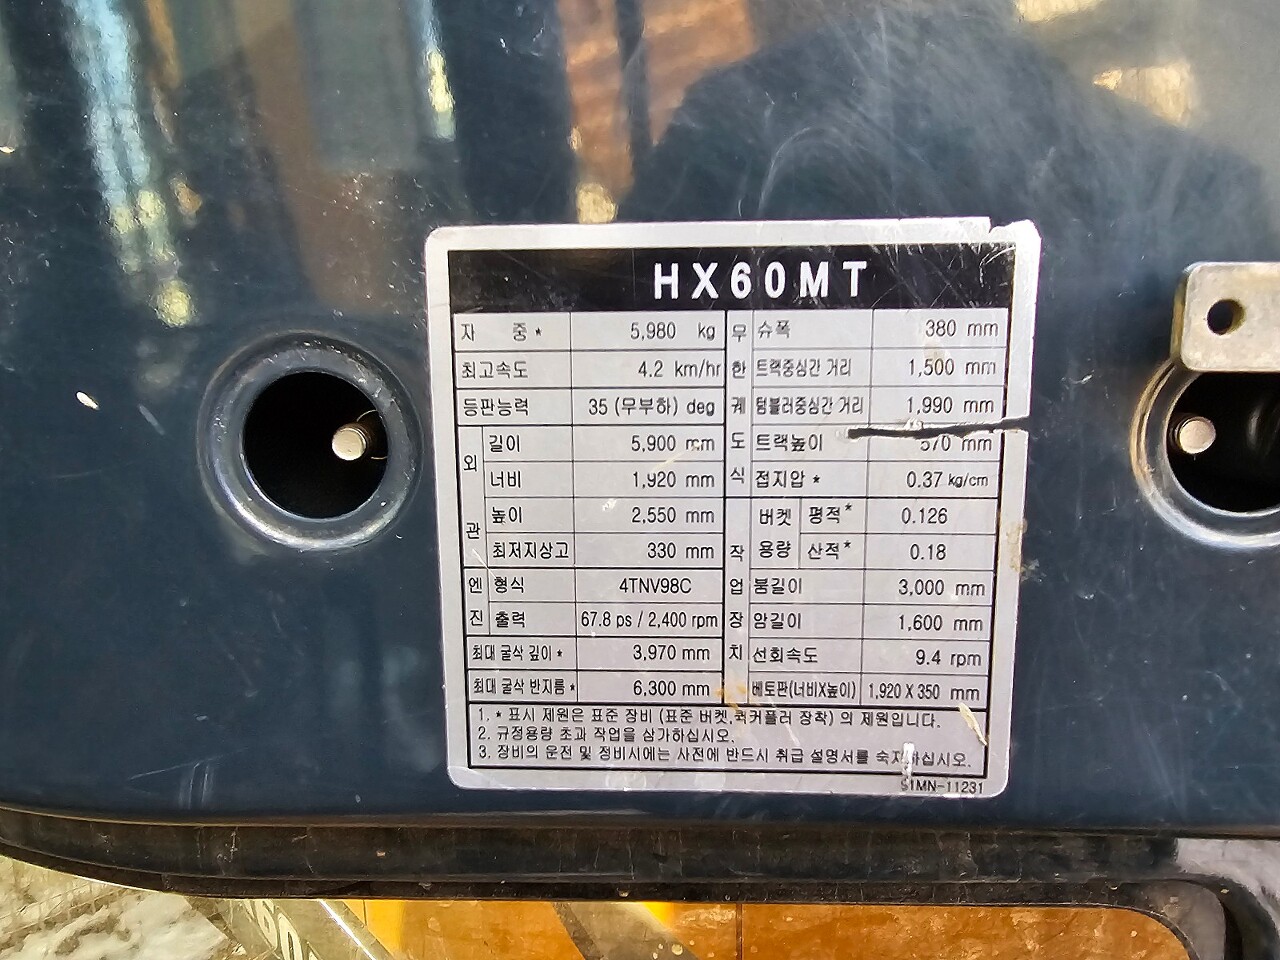 HX60MT
자 중* 5,980 kg
최고속도 4.2 km/hr
등판능력 35 (무부하) deg
외관 길이 5,900 mm
너비 1,920 mm
높이 2,550 mm
최저지상고 330 mm
엔진 형식 4TNV98C
출력 67.8 ps / 2,400 rpm
최대 굴삭 깊이* 3,970 mm
최대 굴삭 반지름* 6,300 mm
무한궤도식 슈폭 380 mm
트랙중심간 거리 1,500 mm
텀블러중심간 거리 1,990 mm
트랙높이 570 mm
접지압* 0.37 kg/cm
작업장치 버켓용량 평적* 0.126
산적* 0.18
붐길이 3,000 mm
암길이 1,600 mm
선회속도 9.4 rpm
베토판(너비X높이) 1,920 X 350 mm
1. * 표시 제원은 표준 장비 (표준 버켓,퀵커플러 장착) 의 제원입니다.
2. 규정용량 초과 작업을 삼가하십시오.
3. 장비의 운전 및 정비시에는 사전에 반드시 취급 설명서를 숙지하십시오.
S1MN-11231
60